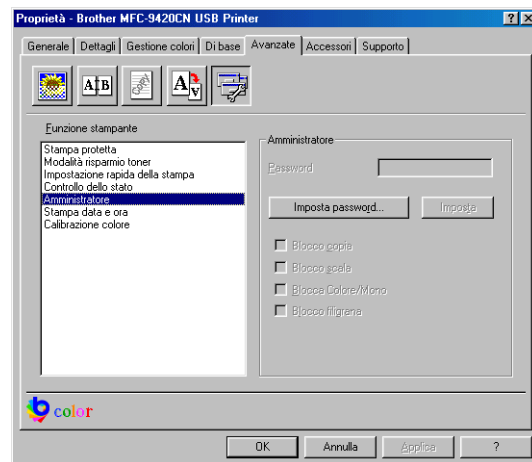 Proprietà - Brother MFC-9420CN USB Printer
Generale Dettagli Gestione colori Di base Avanzate Accessori Supporto
Funzione stampante
Stampa protetta
Modalità risparmio toner
Impostazione rapida della stampa
Controllo dello stato
Amministratore
Stampa data e ora
Calibrazione colore
Amministratore
Password
Imposta password... Imposta
Blocco copia
Blocco scala
Blocca Colore/Mono
Blocco filigrana
color
OK Annulla Applica ?